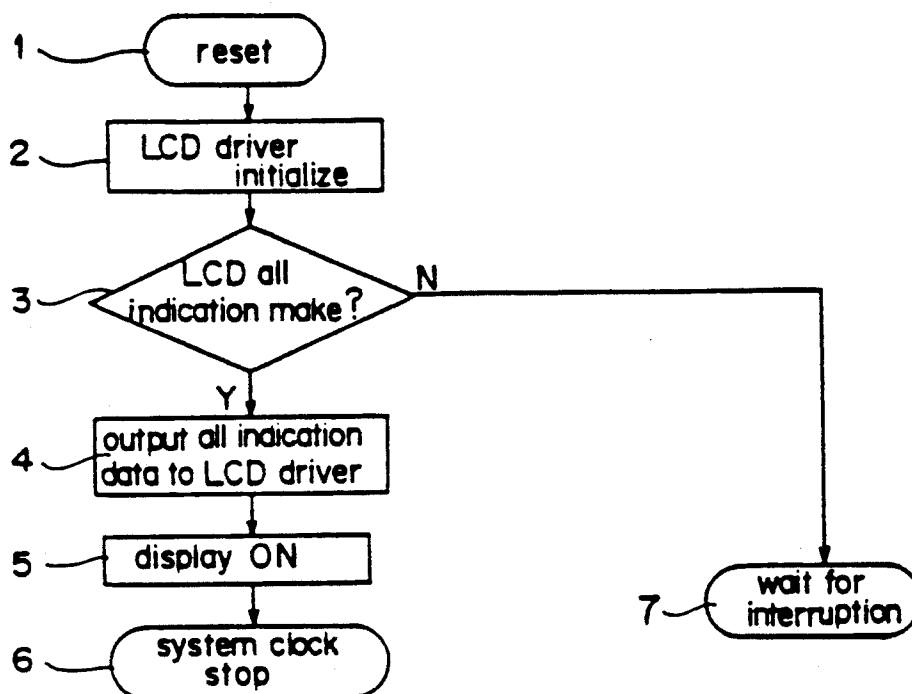 1
reset
2
LCD driver
initialize
3
LCD all
indication make?
N
Y
4
output all indication
data to LCD driver
5
display ON
6
system clock
stop
7
wait for
interruption